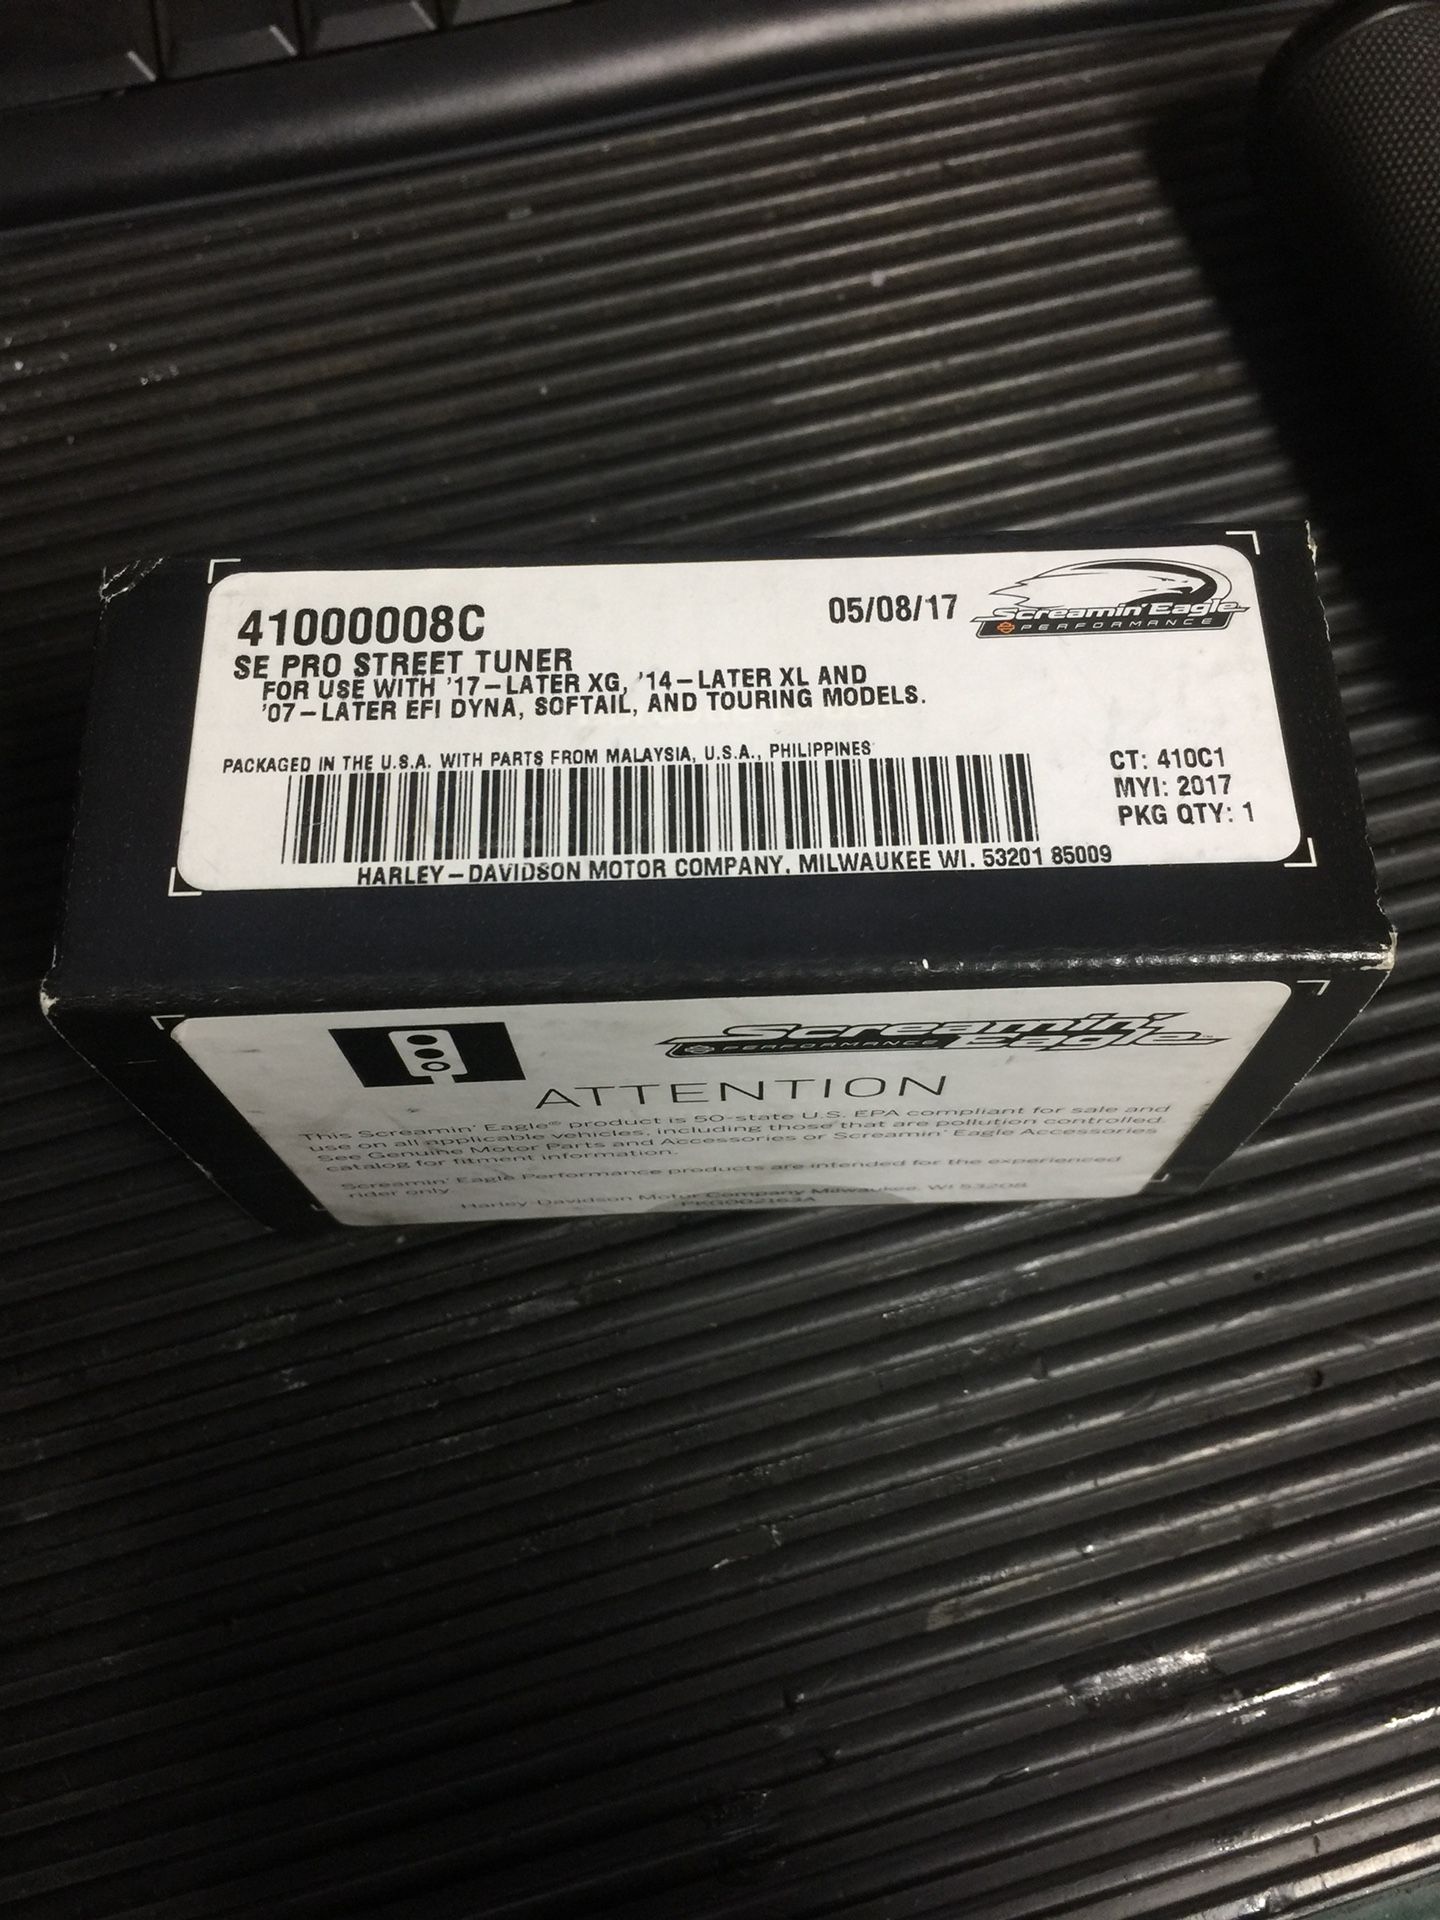 41000008C
05/08/17
Screamin' Eagle
PERFORMANCE
SE PRO STREET TUNER
FOR USE WITH '17-LATER XG, '14-LATER XL AND
'07-LATER EFI DYNA, SOFTAIL, AND TOURING MODELS.
PACKAGED IN THE U.S.A. WITH PARTS FROM MALAYSIA, U.S.A., PHILIPPINES
CT: 410C1
MYI: 2017
PKG QTY: 1
HARLEY-DAVIDSON MOTOR COMPANY. MILWAUKEE WI. 53201 85009
Screamin'
PERFORMANCE Eagle
ATTENTION
This Screamin' Eagle® product is 50-state U.S. EPA compliant for sale and
use on all applicable vehicles, including those that are pollution controlled.
See Genuine Motor Parts and Accessories or Screamin' Eagle Accessories
catalog for fitment information.
Screamin' Eagle Performance products are intended for the experienced
rider only
Harley-Davidson Motor Company Milwaukee, WI 53208
PKG002163A